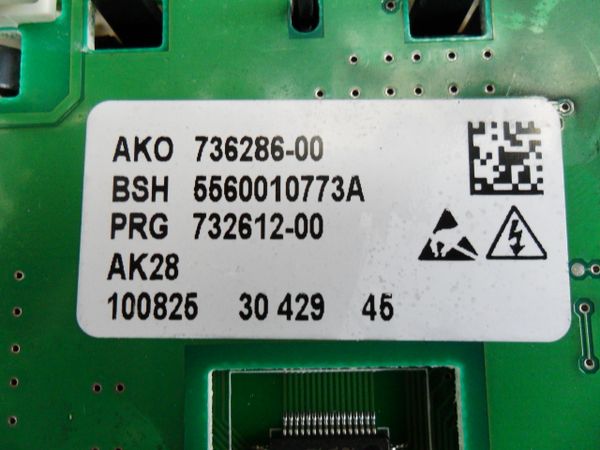 AKO 736286-00
BSH 5560010773A
PRG 732612-00
AK28
100825 30 429 45